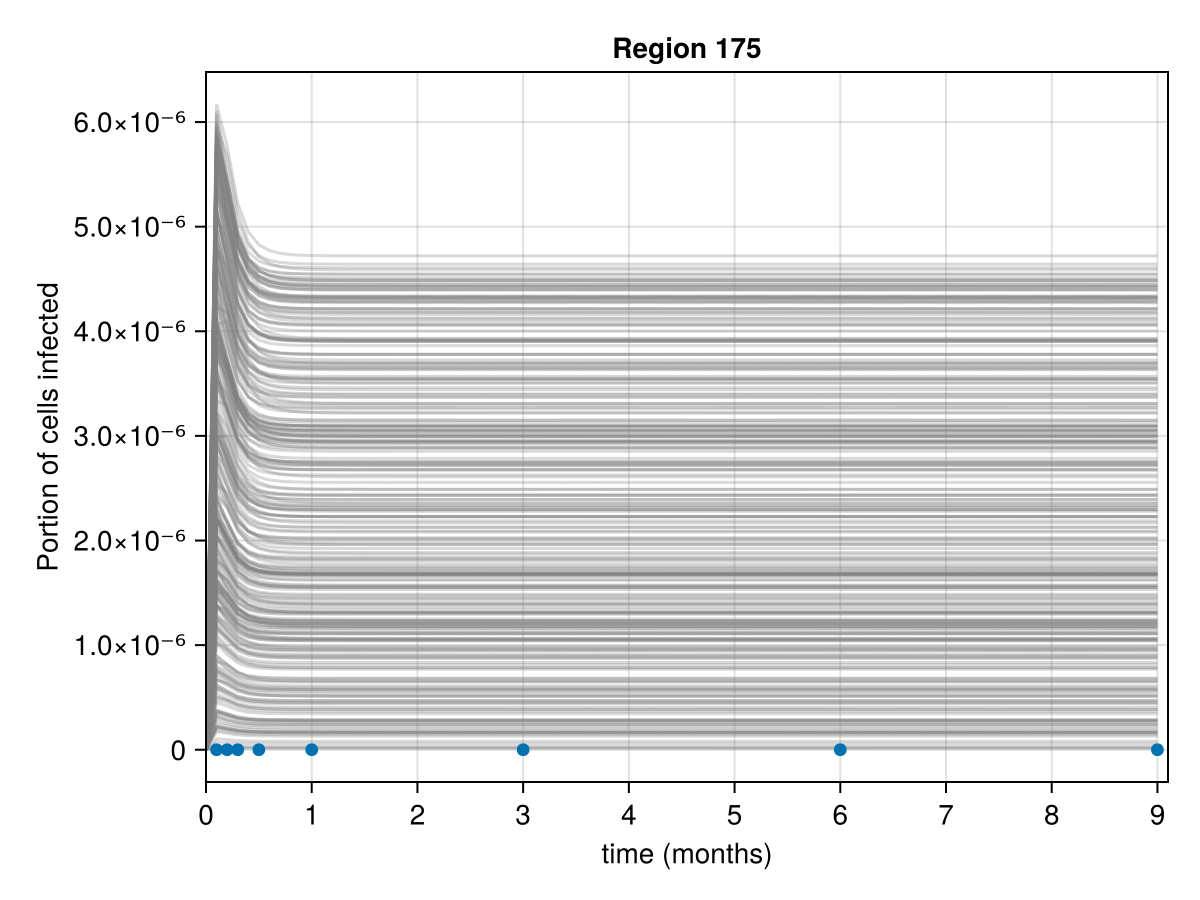 Region 175
6.0×10⁻⁶
5.0×10⁻⁶
4.0×10⁻⁶
3.0×10⁻⁶
2.0×10⁻⁶
1.0×10⁻⁶
0
Portion of cells infected
0 1 2 3 4 5 6 7 8 9
time (months)